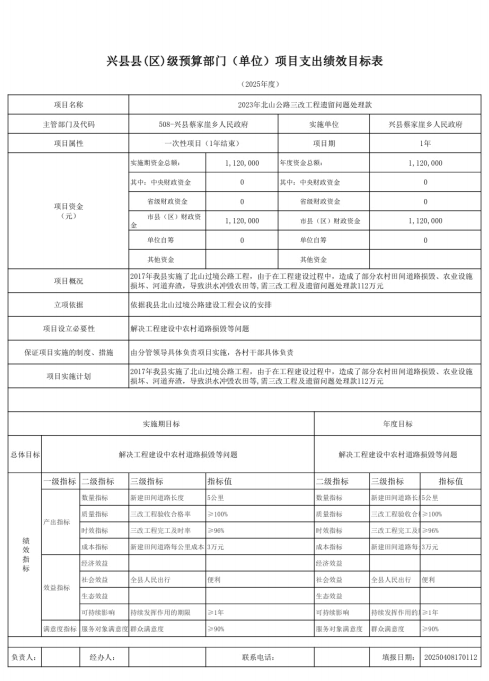 兴县县(区)级预算部门（单位）项目支出绩效目标表
（2025年度）
项目名称 2023年北山公路三改工程遗留问题处理款
主管部门及代码 508-兴县蔡家崖乡人民政府 实施单位 兴县蔡家崖乡人民政府
项目属性 一次性项目（1年结束） 项目期 1年
项目资金
（元）
实施期资金总额： 1,120,000 年度资金总额： 1,120,000
其中：中央财政资金 0 其中：中央财政资金 0
省级财政资金 0 省级财政资金 0
市县（区）财政资金 1,120,000 市县（区）财政资金 1,120,000
单位自筹 0 单位自筹 0
其他资金 其他资金
项目概况
2017年我县实施了北山过境公路工程，由于在工程建设过程中，造成了部分农村田间道路损毁、农业设施
损坏、河道弃渣，导致洪水冲毁农田等,需三改工程及遗留问题处理款112万元
立项依据 依据我县北山过境公路建设工程会议的安排
项目设立必要性 解决工程建设中农村道路损毁等问题
保证项目实施的制度、措施 由分管领导具体负责项目实施，各村干部具体负责
项目实施计划
2017年我县实施了北山过境公路工程，由于在工程建设过程中，造成了部分农村田间道路损毁、农业设施
损坏、河道弃渣，导致洪水冲毁农田等,需三改工程及遗留问题处理款112万元
实施期目标 年度目标
总体目标 解决工程建设中农村道路损毁等问题 解决工程建设中农村道路损毁等问题
绩效指标
一级指标 二级指标 三级指标 指标值 二级指标 三级指标 指标值
产出指标
数量指标 新建田间道路长度 5公里 数量指标 新建田间道路长 5公里
质量指标 三改工程验收合格率 ≥100% 质量指标 三改工程验收合 ≥100%
时效指标 三改工程完工及时率 ≥96% 时效指标 三改工程完工及 ≥96%
成本指标 新建田间道路每公里成本 3万元 成本指标 新建田间道路每 3万元
效益指标
经济效益 经济效益
社会效益 全县人民出行 便利 社会效益 全县人民出行 便利
生态效益 生态效益
可持续影响 持续发挥作用的期限 ≥1年 可持续影响 持续发挥作用的 ≥1年
满意度指标 服务对象满意度 群众满意度 ≥90% 服务对象满意度 群众满意度 ≥90%
负责人： 经办人： 联系电话： 填报日期： 20250408170112